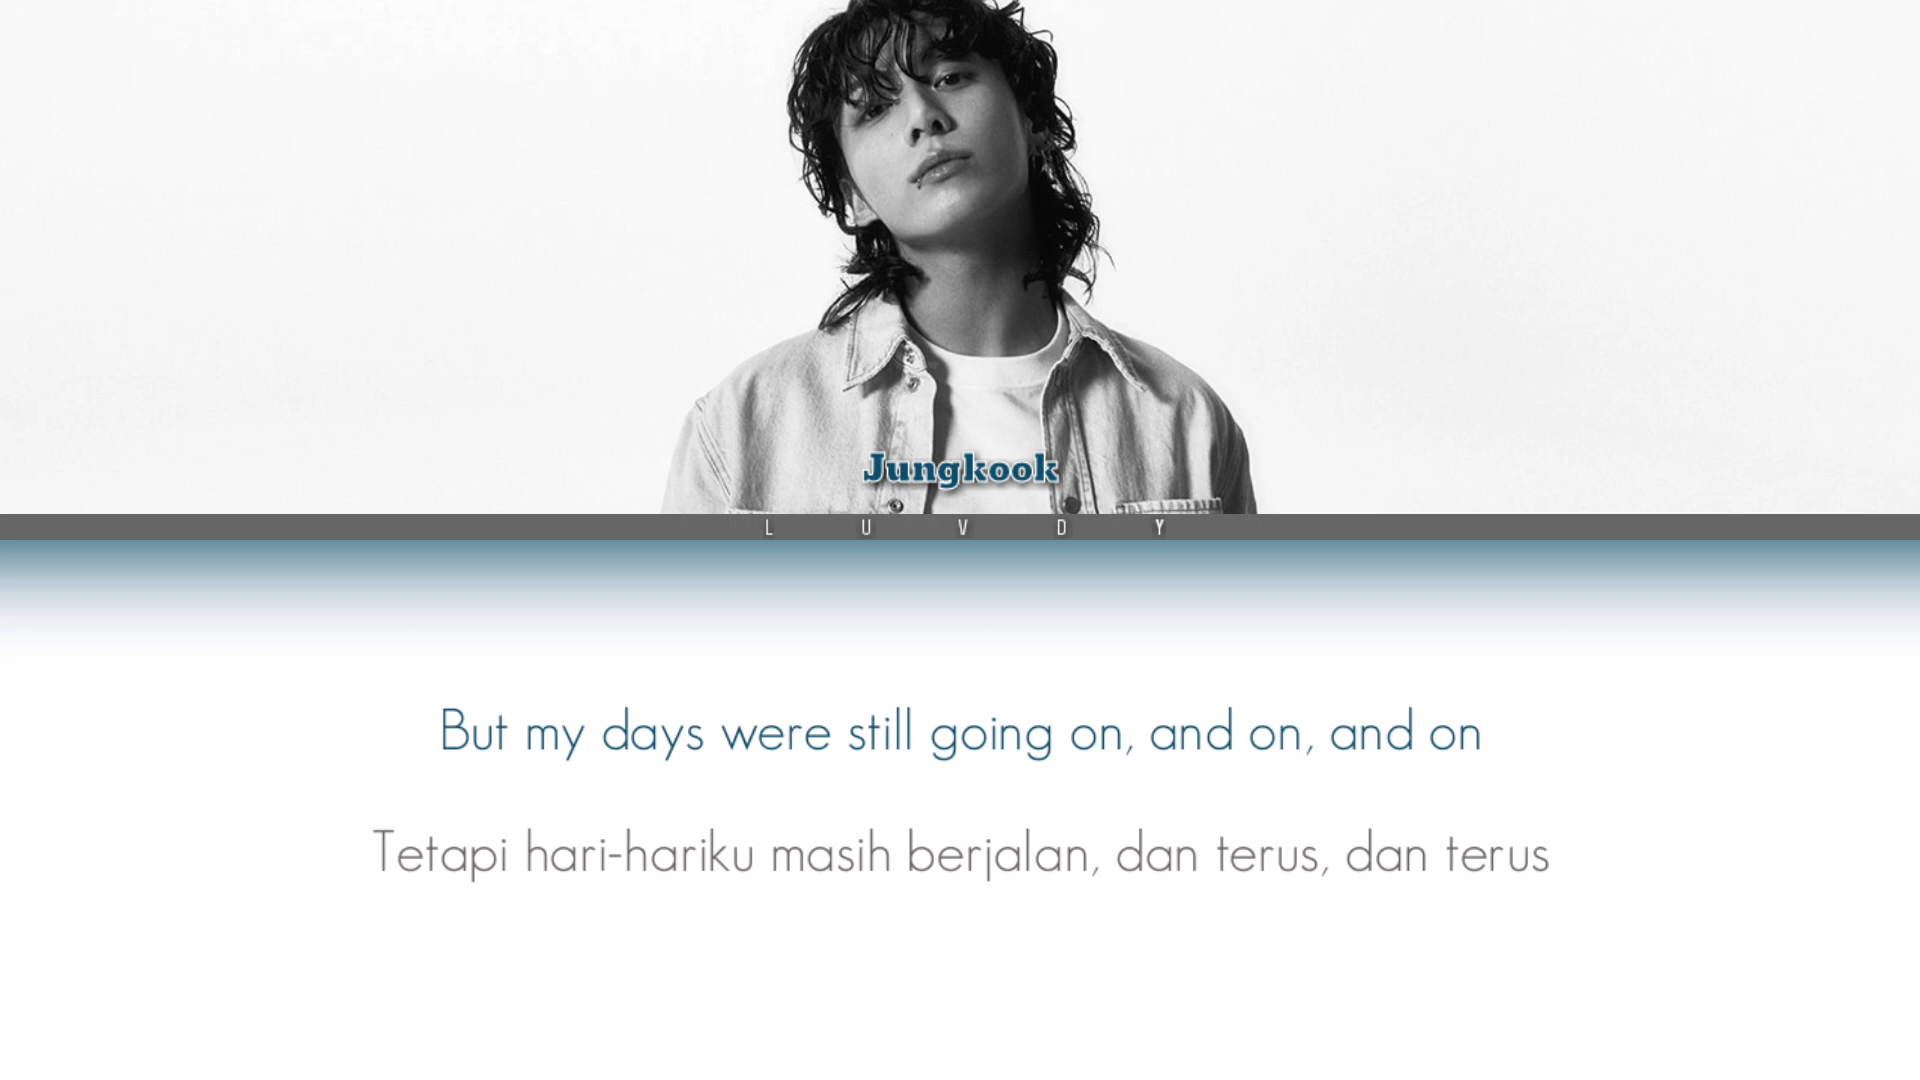 Jungkook
L U V D Y
But my days were still going on, and on, and on
Tetapi hari-hariku masih berjalan, dan terus, dan terus